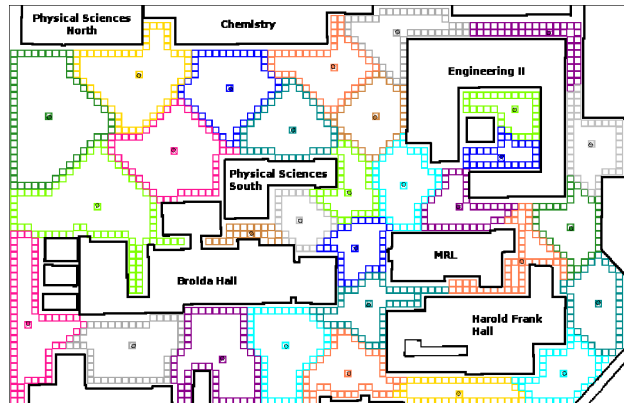 Physical Sciences
North
Chemistry
Engineering II
Physical Sciences
South
MRL
Broida Hall
Harold Frank
Hall